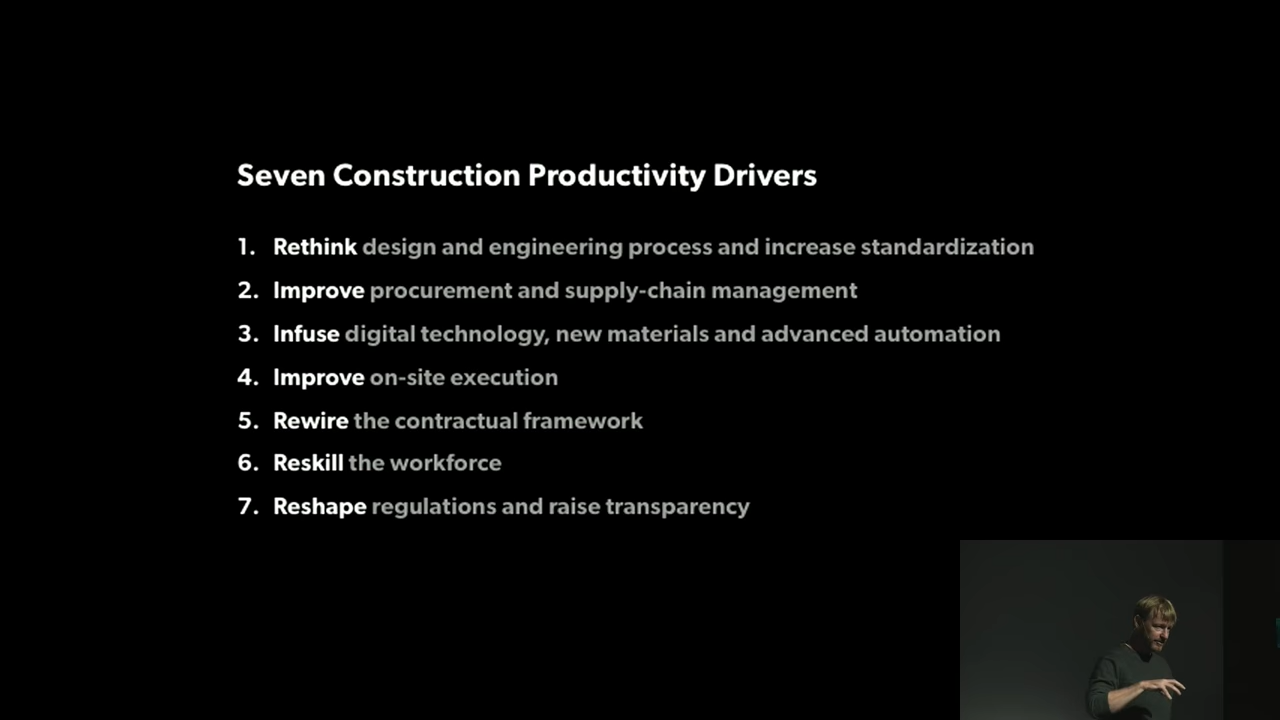 Seven Construction Productivity Drivers
1. Rethink design and engineering process and increase standardization
2. Improve procurement and supply-chain management
3. Infuse digital technology, new materials and advanced automation
4. Improve on-site execution
5. Rewire the contractual framework
6. Reskill the workforce
7. Reshape regulations and raise transparency